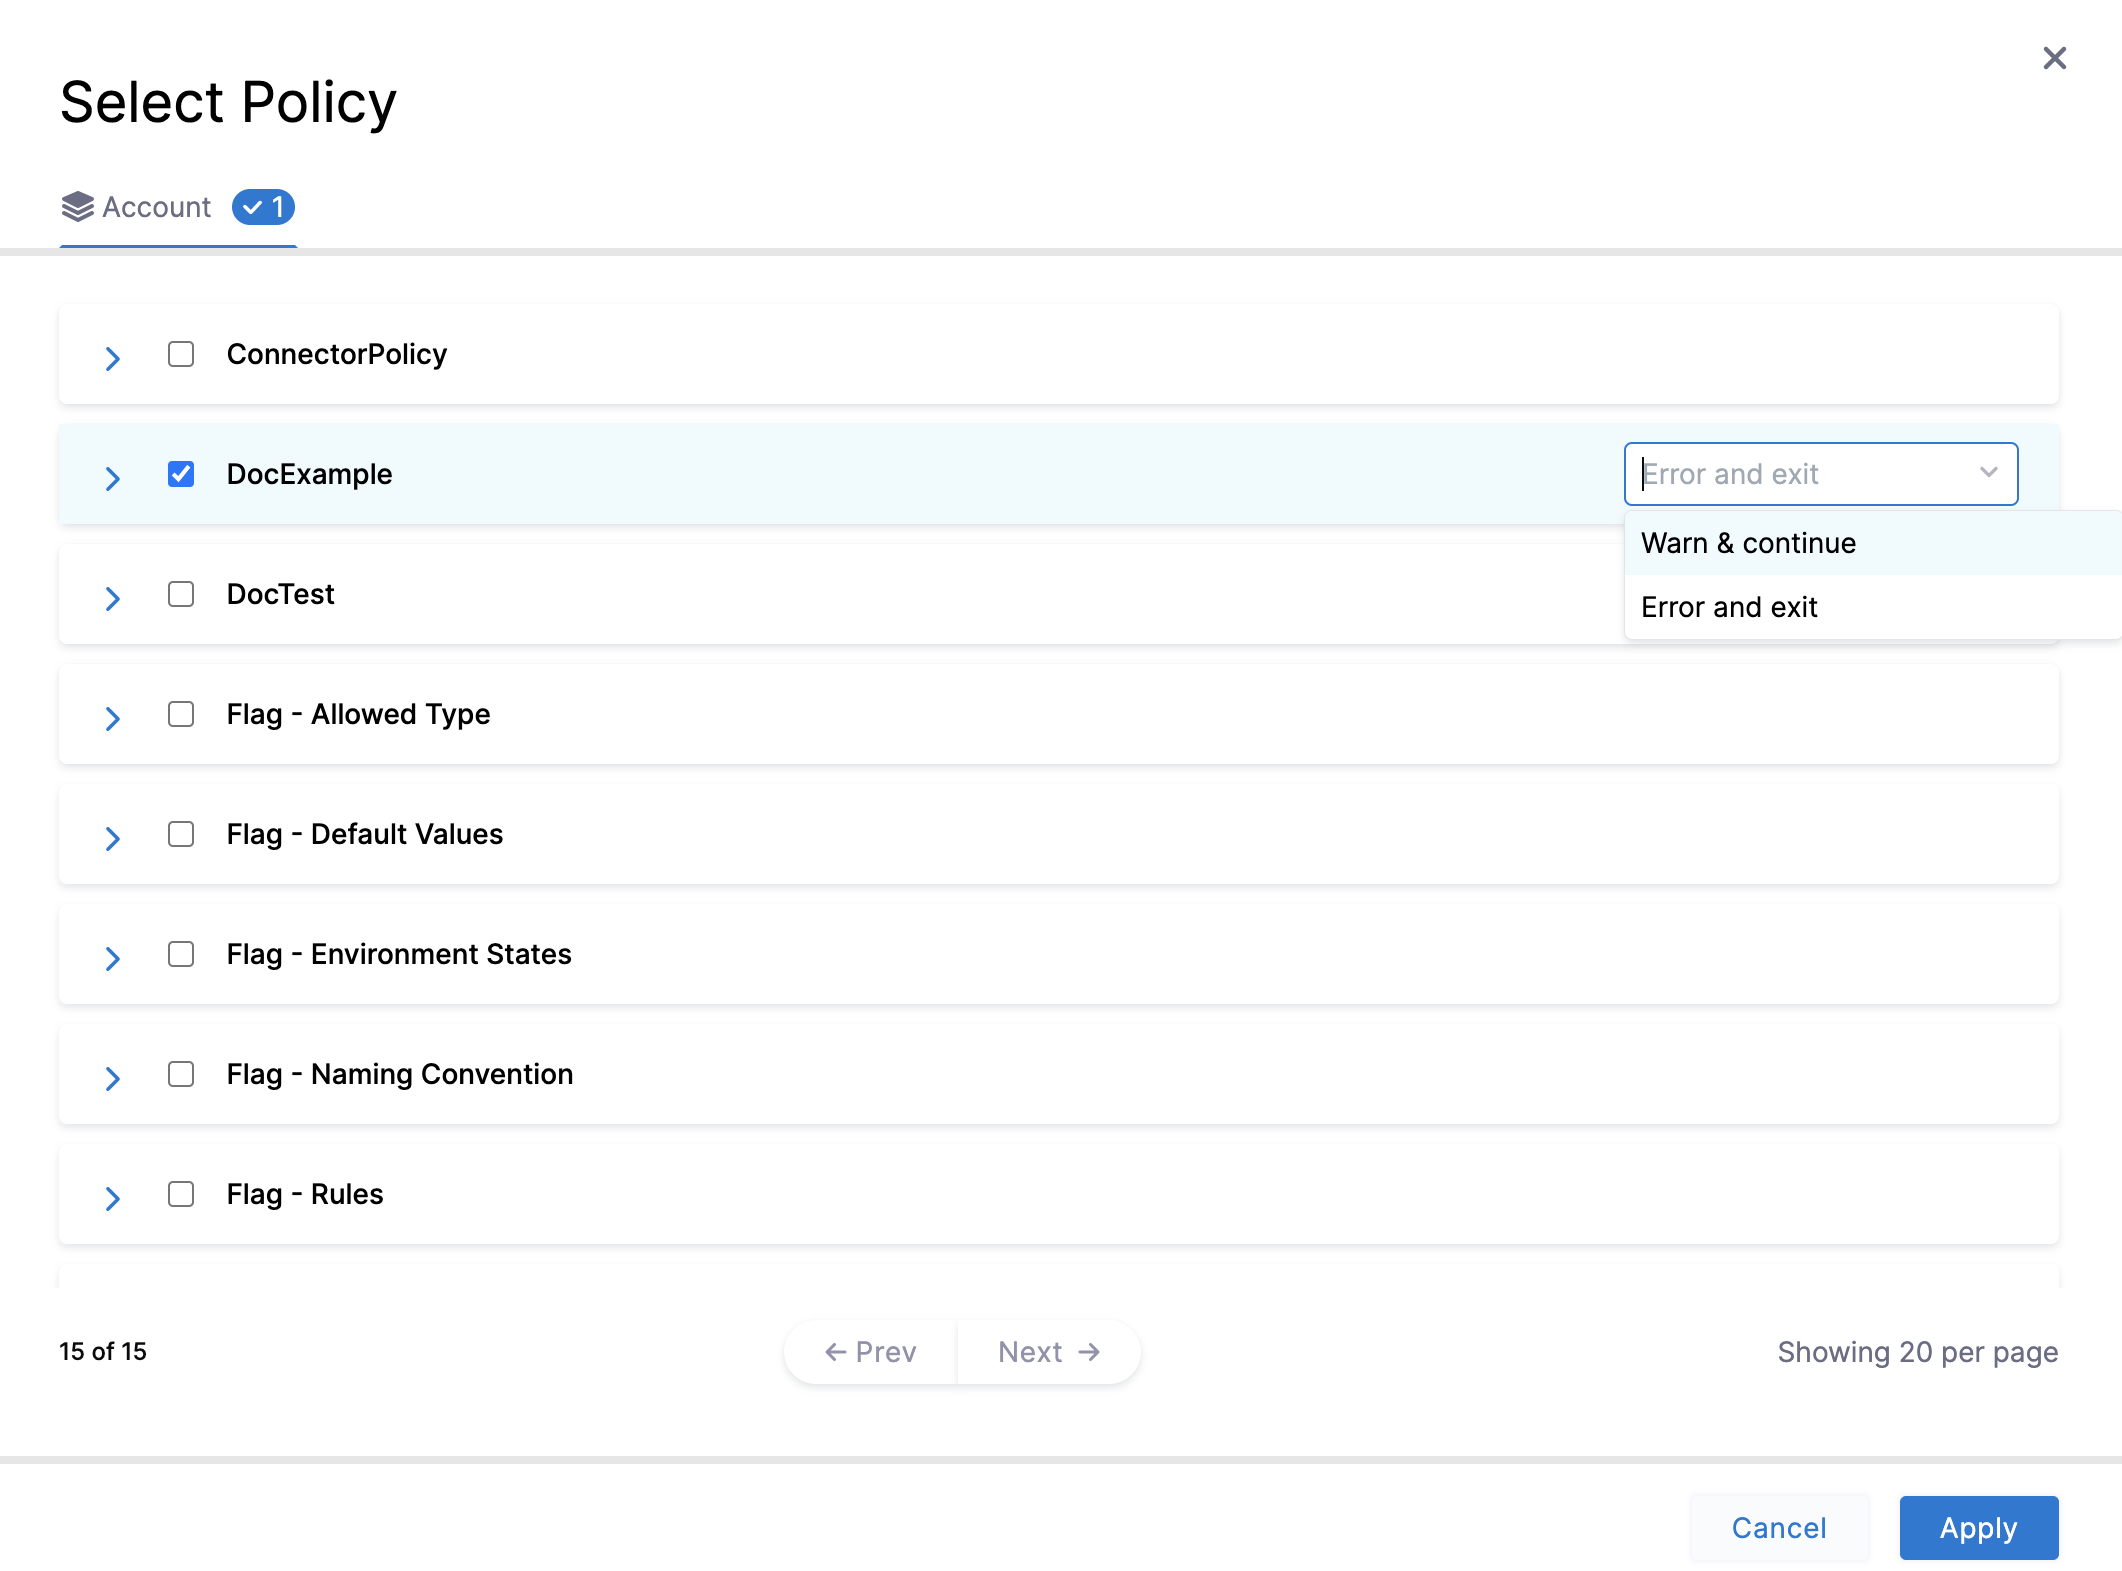 Select Policy
Account 1
ConnectorPolicy
DocExample
Error and exit
Warn & continue
DocTest
Error and exit
Flag - Allowed Type
Flag - Default Values
Flag - Environment States
Flag - Naming Convention
Flag - Rules
15 of 15
Prev
Next
Showing 20 per page
Cancel
Apply